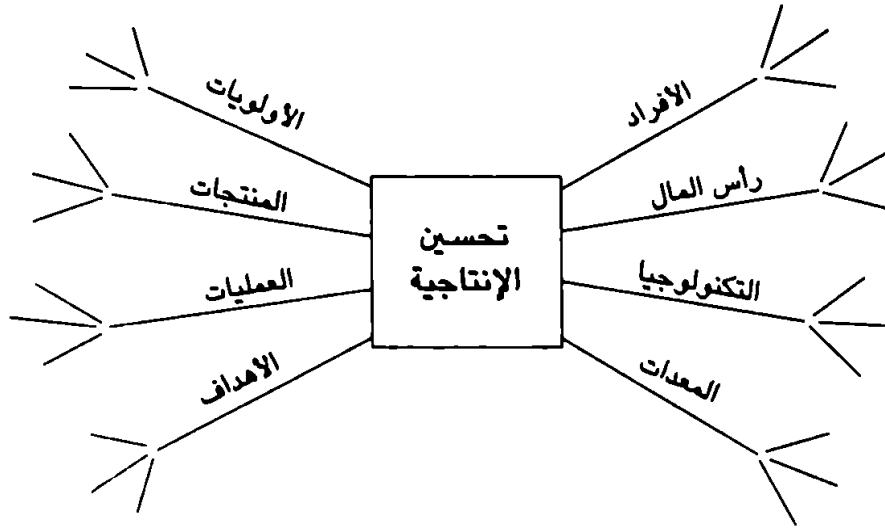 الأفراد
الأولويات
رأس المال
المنتجات
تحسين
الإنتاجية
التكنولوجيا
العمليات
المعدات
الأهداف